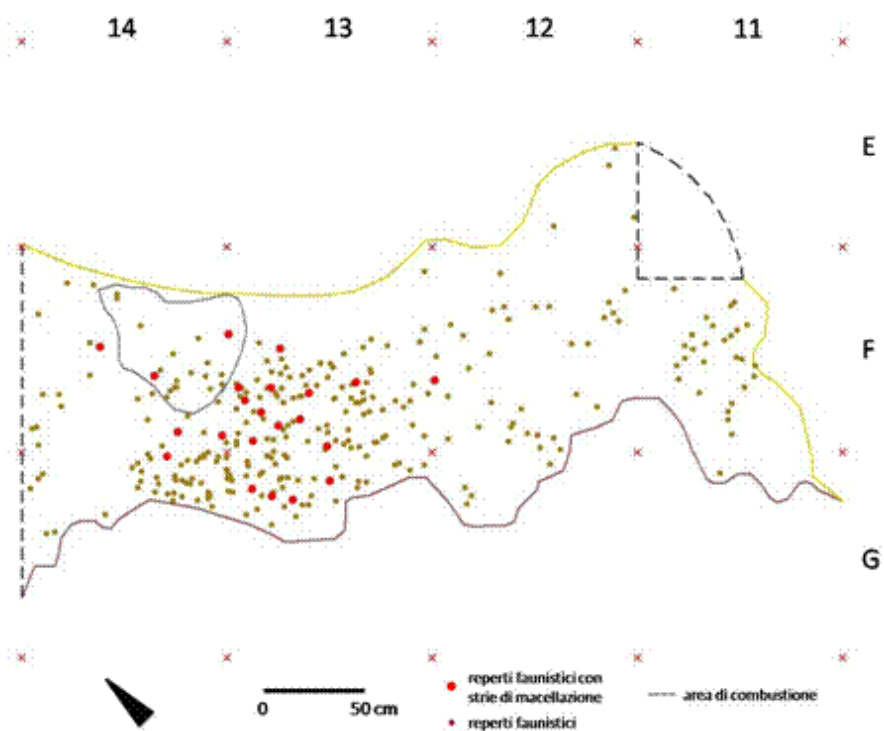 14 13 12 11
E
F
G
0 50 cm
reperti faunistici con
strie di macellazione
reperti faunistici
area di combustione